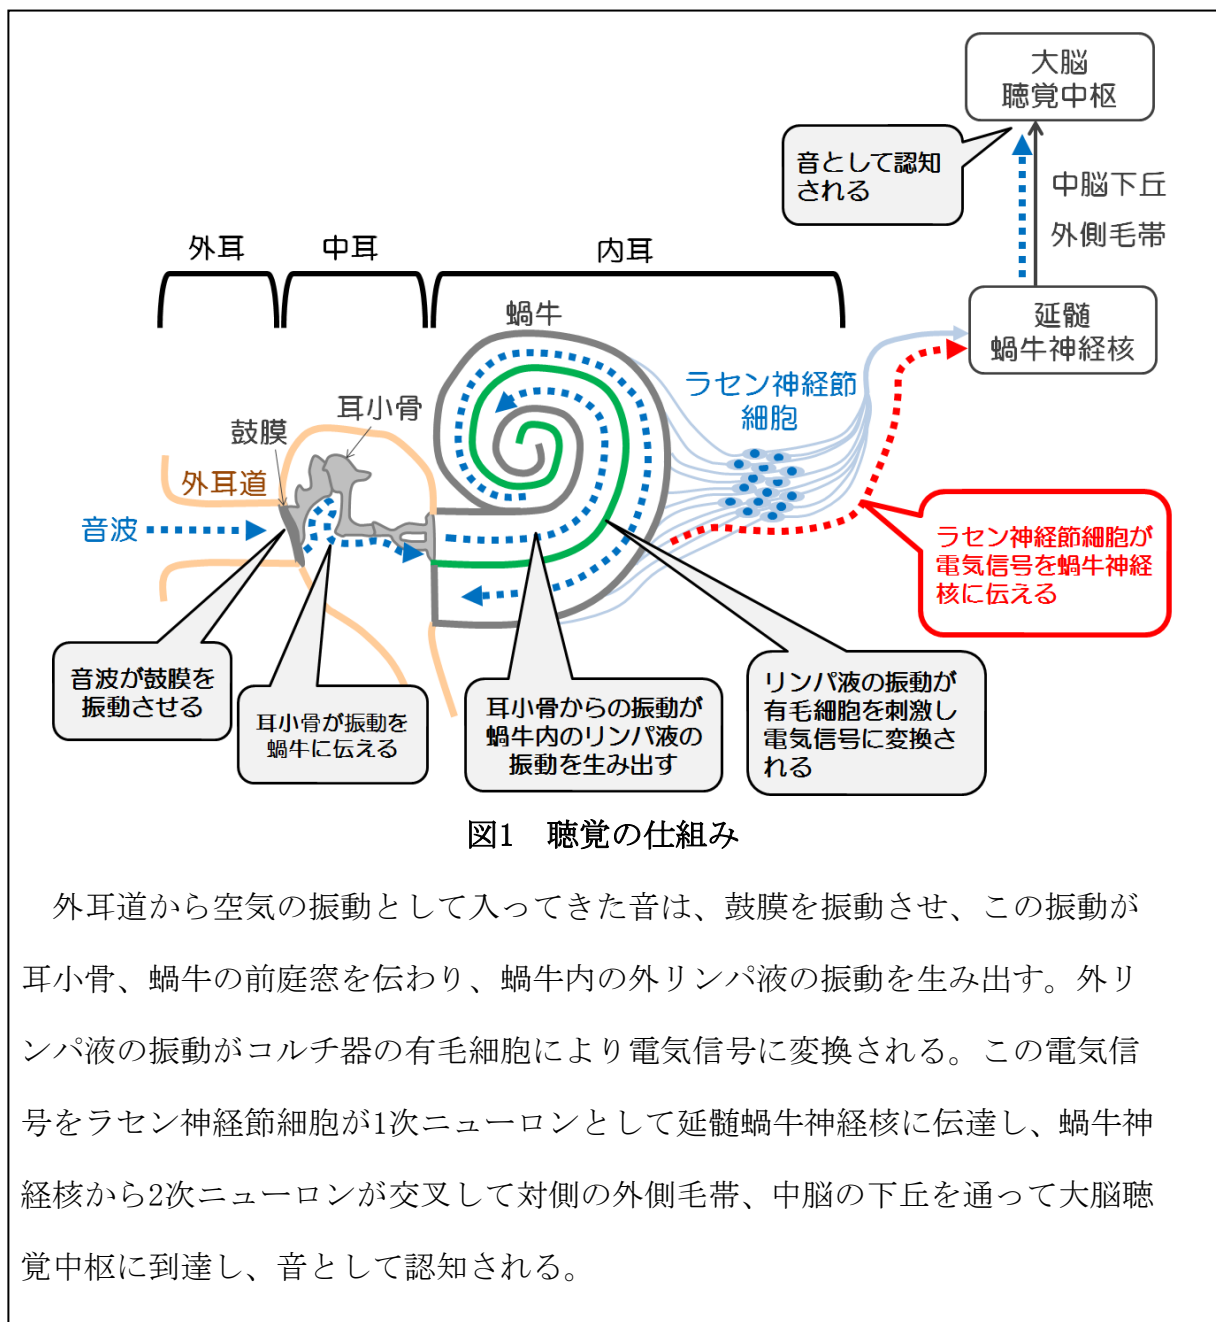 大脳
聴覚中枢
音として認知
される
中脳下丘
外側毛帯
外耳
中耳
内耳
蝸牛
延髄
蝸牛神経核
ラセン神経節
細胞
耳小骨
鼓膜
外耳道
音波
ラセン神経節細胞が
電気信号を蝸牛神経
核に伝える
音波が鼓膜を
振動させる
耳小骨が振動を
蝸牛に伝える
耳小骨からの振動が
蝸牛内のリンパ液の
振動を生み出す
リンパ液の振動が
有毛細胞を刺激し
電気信号に変換さ
れる
図1　聴覚の仕組み
外耳道から空気の振動として入ってきた音は、鼓膜を振動させ、この振動が
耳小骨、蝸牛の前庭窓を伝わり、蝸牛内の外リンパ液の振動を生み出す。外リ
ンパ液の振動がコルチ器の有毛細胞により電気信号に変換される。この電気信
号をラセン神経節細胞が1次ニューロンとして延髄蝸牛神経核に伝達し、蝸牛神
経核から2次ニューロンが交叉して対側の外側毛帯、中脳の下丘を通って大脳聴
覚中枢に到達し、音として認知される。